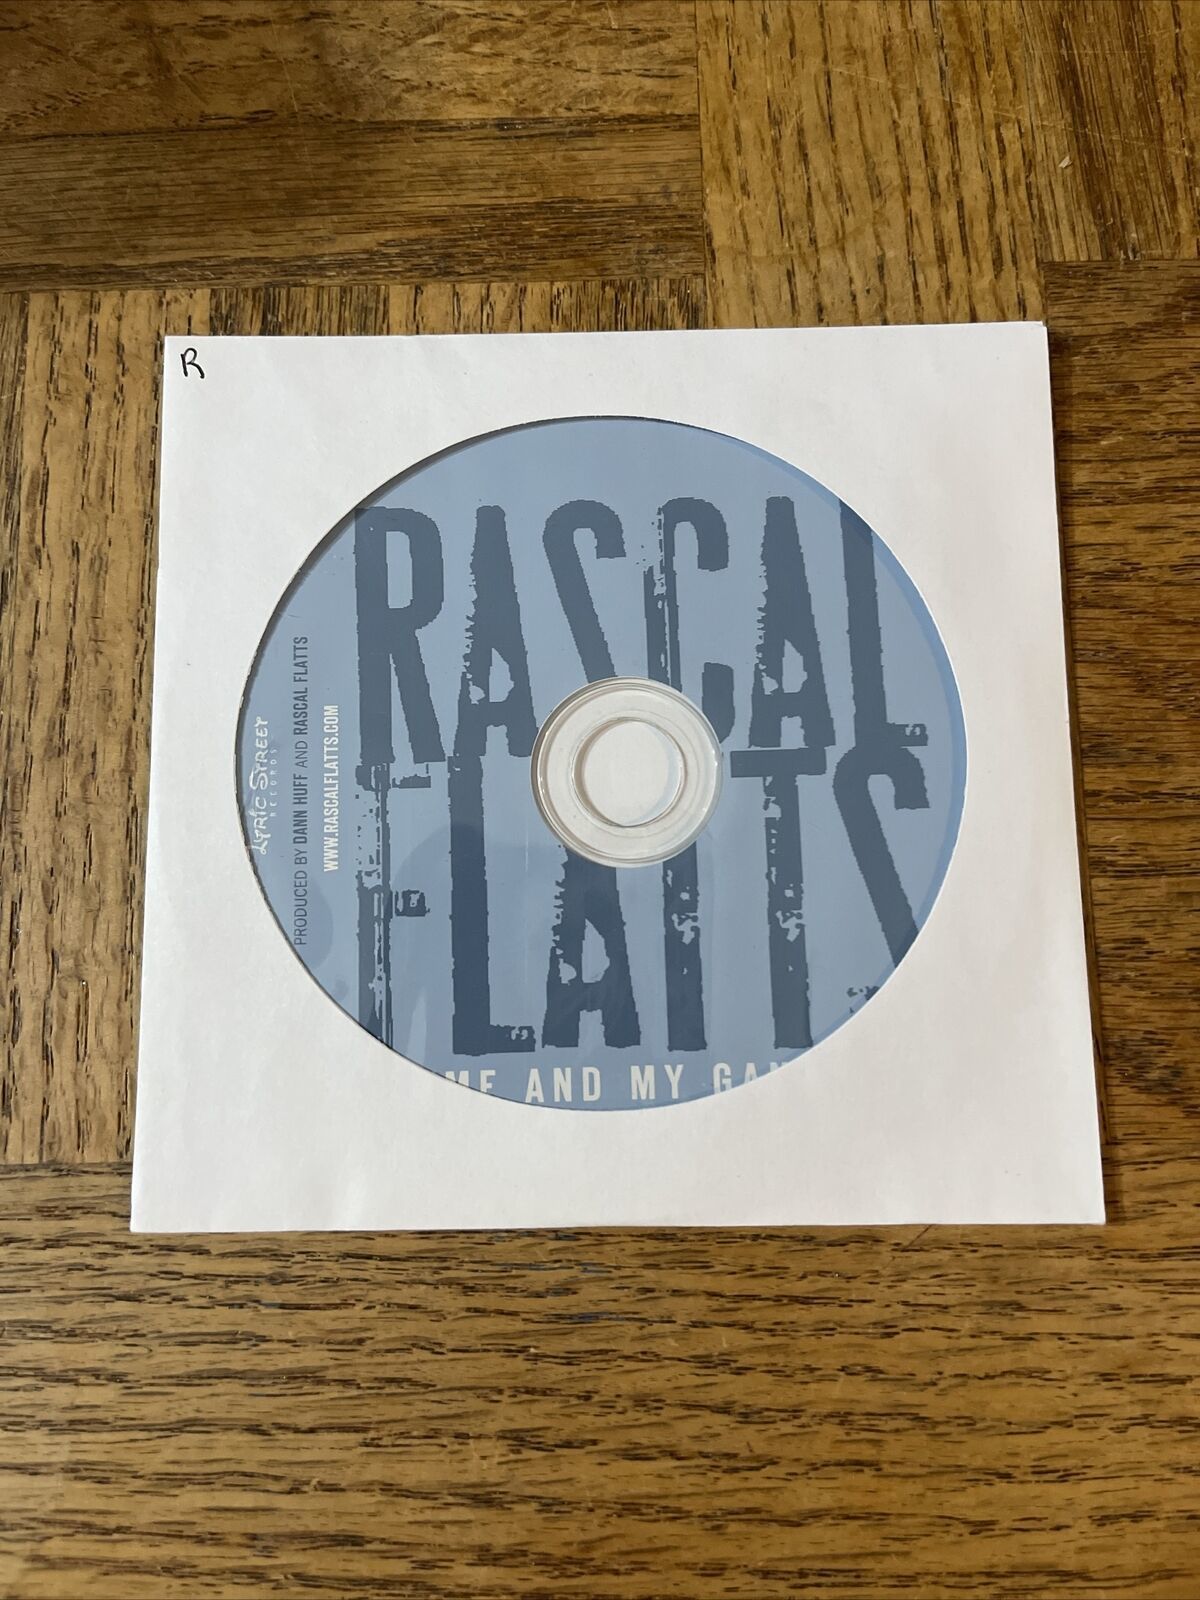 R
RASCAL
FLATTS
ME AND MY GAN
LYRIC STREET
RECORDS
PRODUCED BY DANN HUFF AND RASCAL FLATTS
WWW.RASCALFLATTS.COM